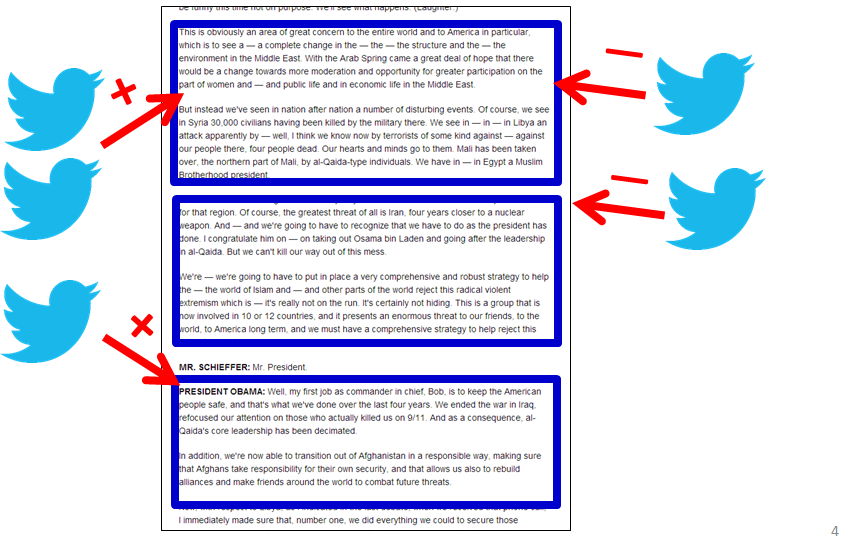 be funny this time not on purpose. We'll see what happens. (Laughter.)
This is obviously an area of great concern to the entire world and to America in particular,
which is to see a — a complete change in the — the — the structure and the — the
environment in the Middle East. With the Arab Spring came a great deal of hope that there
would be a change towards more moderation and opportunity for greater participation on the
part of women and — and public life and in economic life in the Middle East.
But instead we've seen in nation after nation a number of disturbing events. Of course, we see
in Syria 30,000 civilians having been killed by the military there. We see in — in — in Libya an
attack apparently by — well, I think we know now by terrorists of some kind against — against
our people there, four people dead. Our hearts and minds go to them. Mali has been taken
over, the northern part of Mali, by al-Qaida-type individuals. We have in — in Egypt a Muslim
Brotherhood president.
for that region. Of course, the greatest threat of all is Iran, four years closer to a nuclear
weapon. And — and we're going to have to recognize that we have to do as the president has
done. I congratulate him on — on taking out Osama bin Laden and going after the leadership
in al-Qaida. But we can't kill our way out of this mess.
We're — we're going to have to put in place a very comprehensive and robust strategy to help
the — the world of Islam and — and other parts of the world reject this radical violent
extremism which is — it's really not on the run. It's certainly not hiding. This is a group that is
now involved in 10 or 12 countries, and it presents an enormous threat to our friends, to the
world, to America long term, and we must have a comprehensive strategy to help reject this
MR. SCHIEFFER: Mr. President.
PRESIDENT OBAMA: Well, my first job as commander in chief, Bob, is to keep the American
people safe, and that's what we've done over the last four years. We ended the war in Iraq,
refocused our attention on those who actually killed us on 9/11. And as a consequence, al-
Qaida's core leadership has been decimated.
In addition, we're now able to transition out of Afghanistan in a responsible way, making sure
that Afghans take responsibility for their own security, and that allows us also to rebuild
alliances and make friends around the world to combat future threats.
I immediately made sure that, number one, we did everything we could to secure those
4